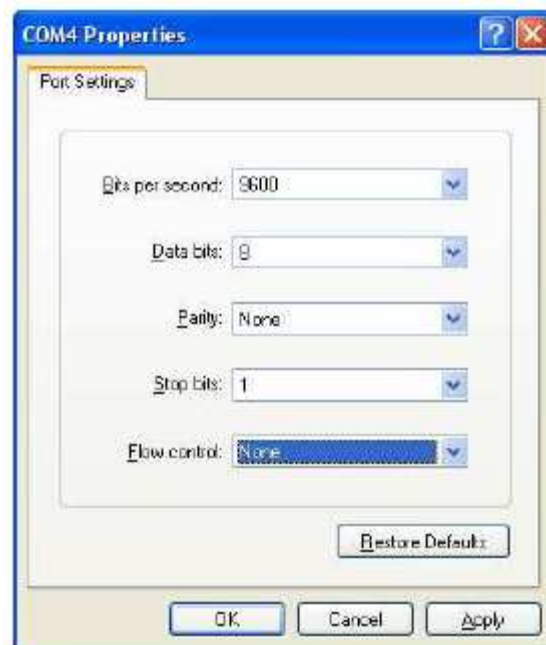 COM4 Properties
Port Settings
Bits per second: 9600
Data bits: 8
Parity: None
Stop bits: 1
Flow control: None
Restore Defaults
OK Cancel Apply